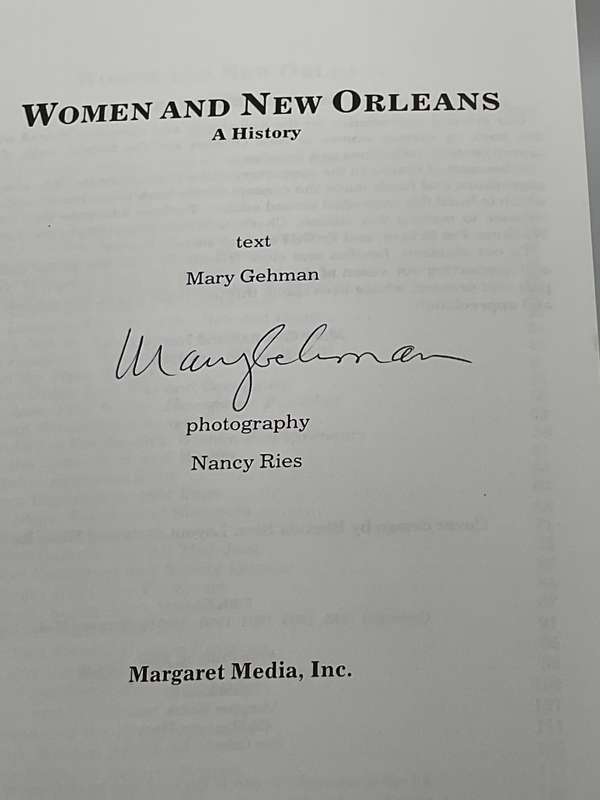 WOMEN AND NEW ORLEANS
A History
text
Mary Gehman
Mary Gehman
photography
Nancy Ries
Margaret Media, Inc.